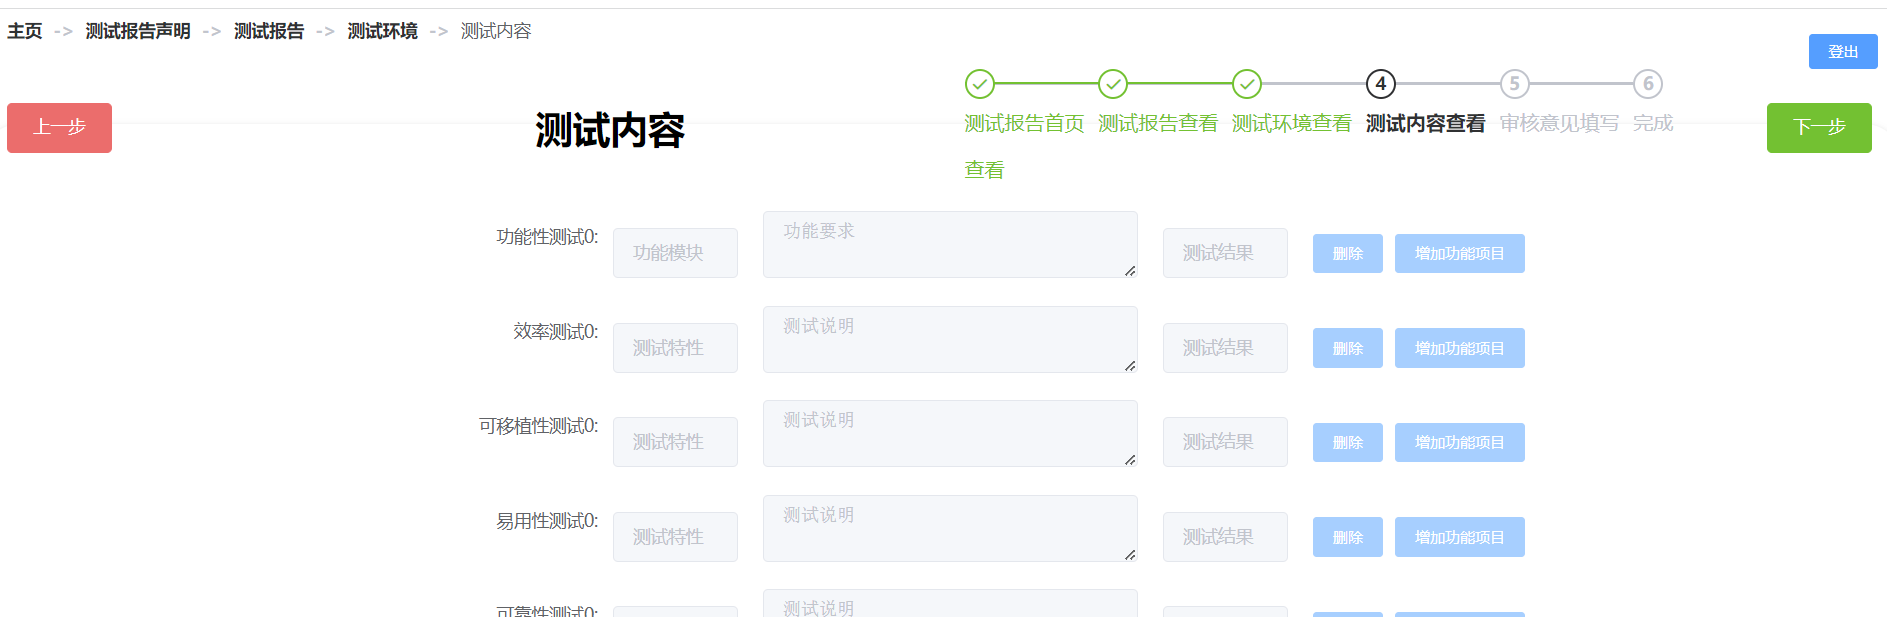 主页 -> 测试报告声明 -> 测试报告 -> 测试环境 -> 测试内容
登出
4 5 6
上一步
测试内容
测试报告首页查看
测试报告查看
测试环境查看
测试内容查看
审核意见填写
完成
下一步
功能性测试0: 功能模块 功能要求 测试结果 删除 增加功能项目
效率测试0: 测试特性 测试说明 测试结果 删除 增加功能项目
可移植性测试0: 测试特性 测试说明 测试结果 删除 增加功能项目
易用性测试0: 测试特性 测试说明 测试结果 删除 增加功能项目
可靠性测试0: 测试说明